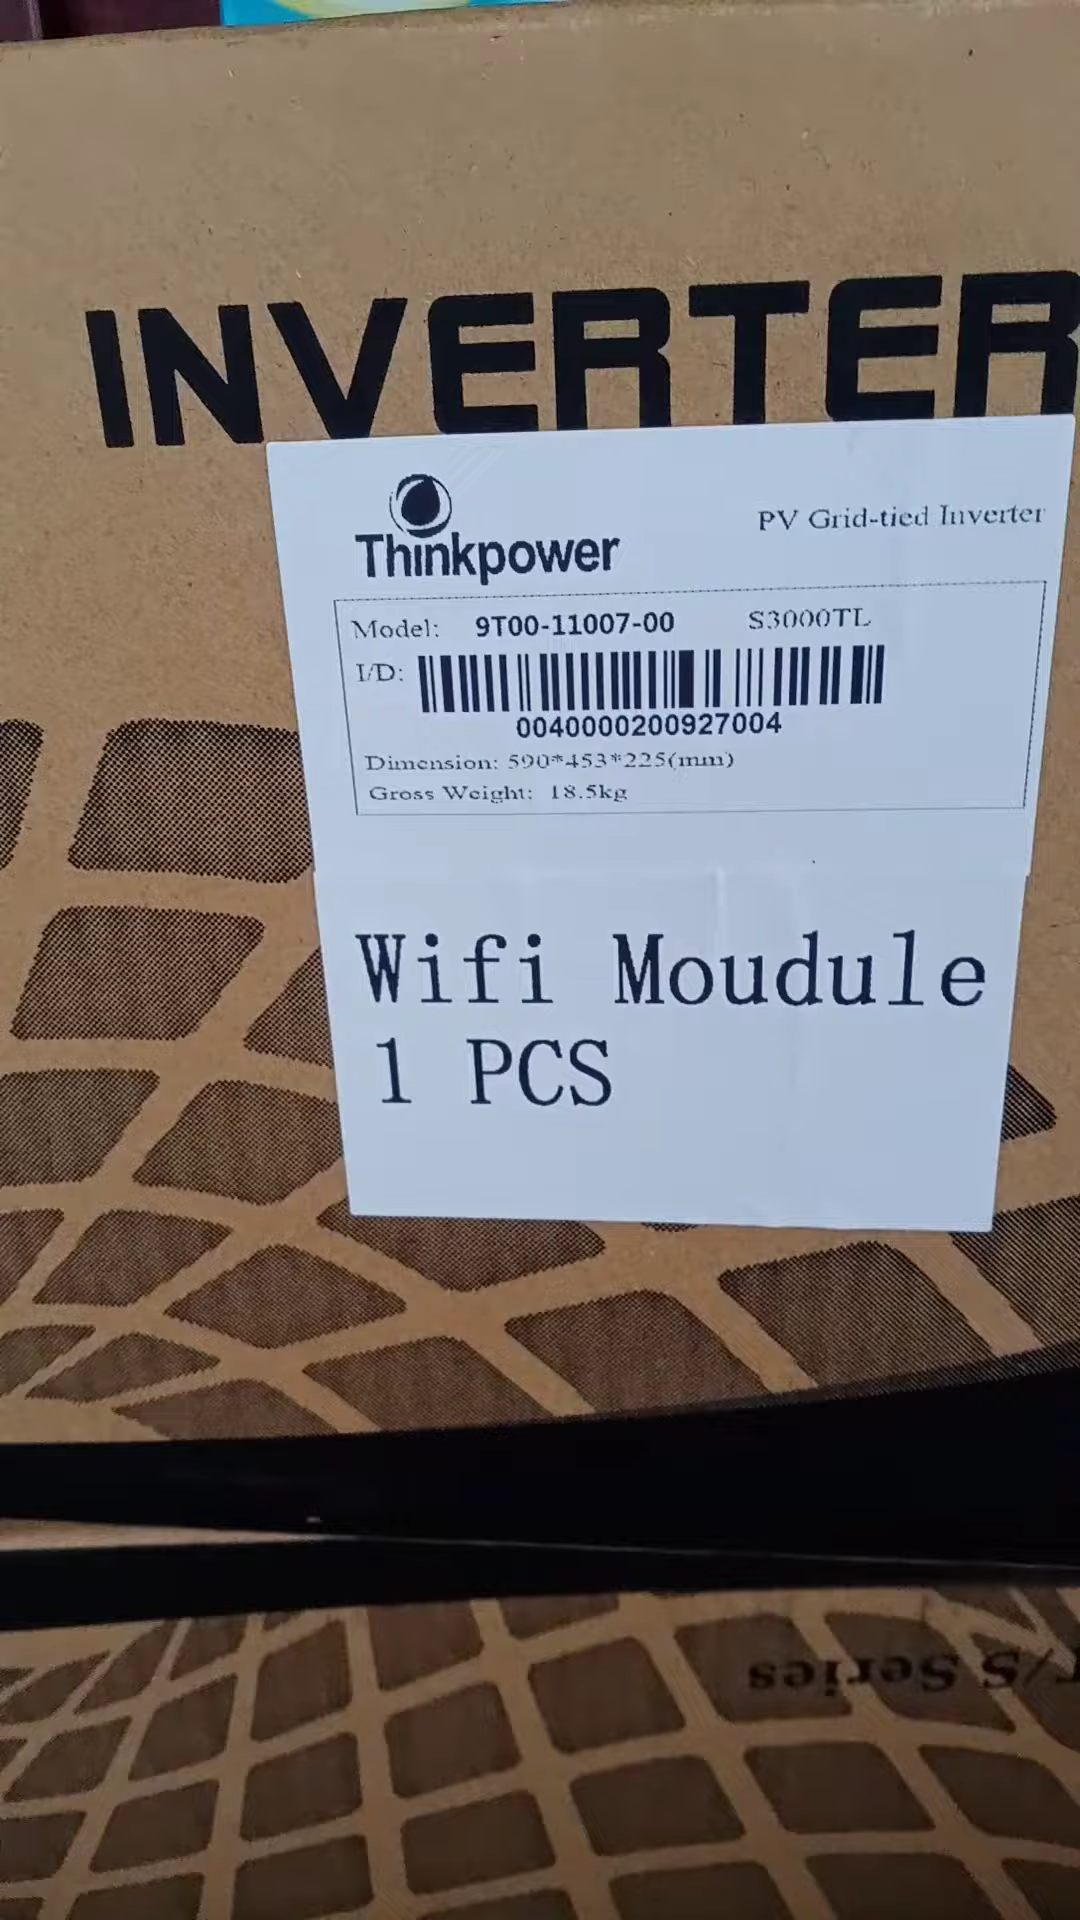 INVERTER
Thinkpower
PV Grid-tied Inverter
Model: 9T00-11007-00 S3000TL
I/D:
0040000200927004
Dimension: 590*453*225(mm)
Gross Weight: 18.5kg
Wifi Moudule
1 PCS
T/S Series